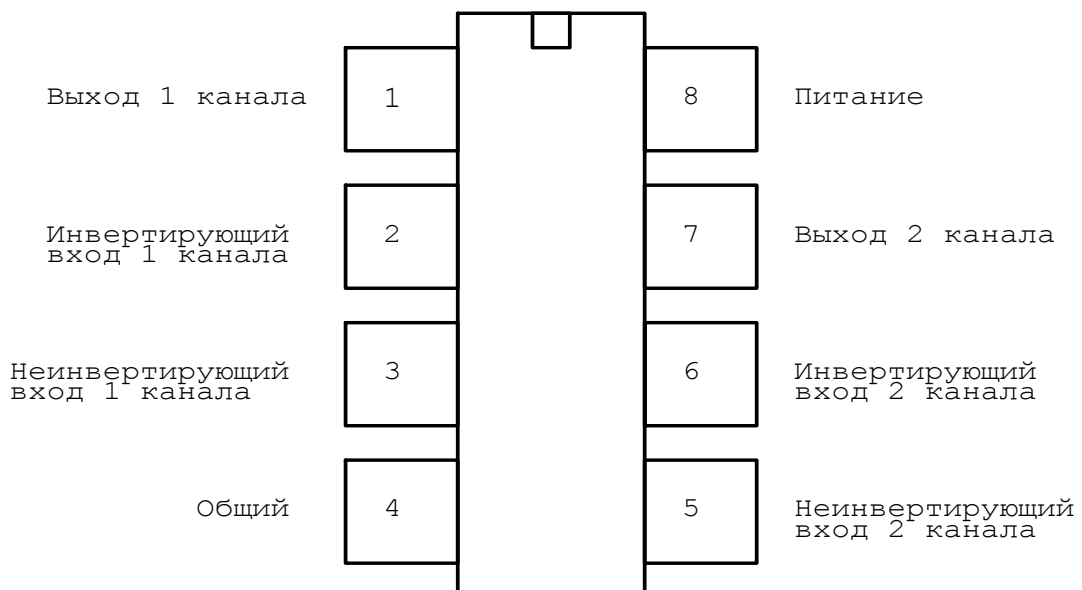 Выход 1 канала
1
8
Питание
Инвертирующий
вход 1 канала
2
7
Выход 2 канала
Неинвертирующий
вход 1 канала
3
6
Инвертирующий
вход 2 канала
Общий
4
5
Неинвертирующий
вход 2 канала